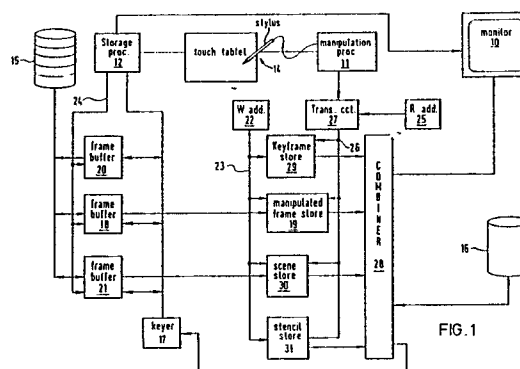 stylus
15
Storage proc. 12
touch tablet
14
manipulation proc 11
monitor 10
24
W add. 22
Trans. cct. 27
R add. 25
26
23
frame buffer 20
Keyframe store 29
frame buffer 18
manipulated frame store 19
COMBINER 28
16
frame buffer 21
scene store 30
keyer 17
stencil store 31
FIG. 1